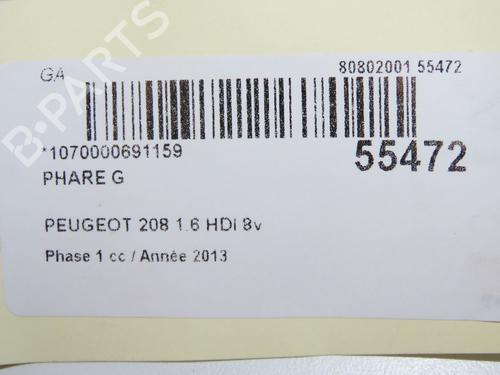 B-PARTS
GA 80802001 55472
*1070000691159 55472
PHARE G
PEUGEOT 208 1.6 HDi 8v
Phase 1 cc / Année 2013